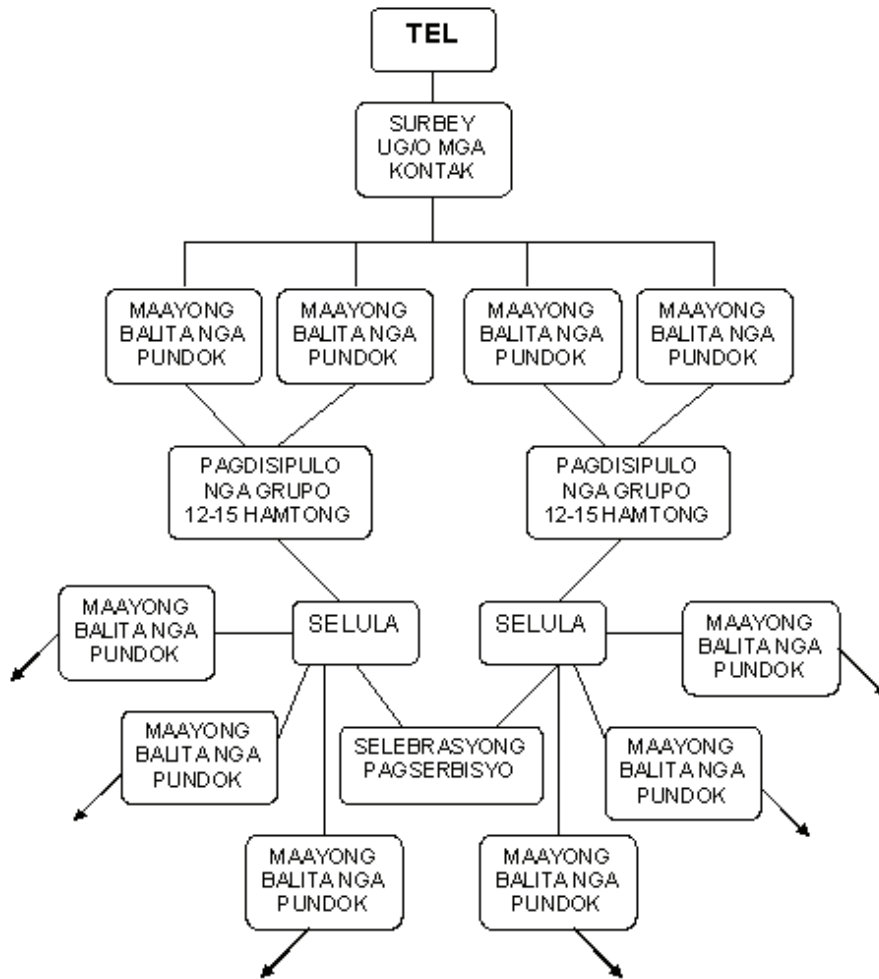 TEL
SURBEY
UG/O MGA
KONTAK
MAAYONG
BALITA NGA
PUNDOK
MAAYONG
BALITA NGA
PUNDOK
MAAYONG
BALITA NGA
PUNDOK
MAAYONG
BALITA NGA
PUNDOK
PAGDISIPULO
NGA GRUPO
12-15 HAMTONG
PAGDISIPULO
NGA GRUPO
12-15 HAMTONG
MAAYONG
BALITA NGA
PUNDOK
SELULA
SELULA
MAAYONG
BALITA NGA
PUNDOK
MAAYONG
BALITA NGA
PUNDOK
SELEBRASYONG
PAGSERBISYO
MAAYONG
BALITA NGA
PUNDOK
MAAYONG
BALITA NGA
PUNDOK
MAAYONG
BALITA NGA
PUNDOK